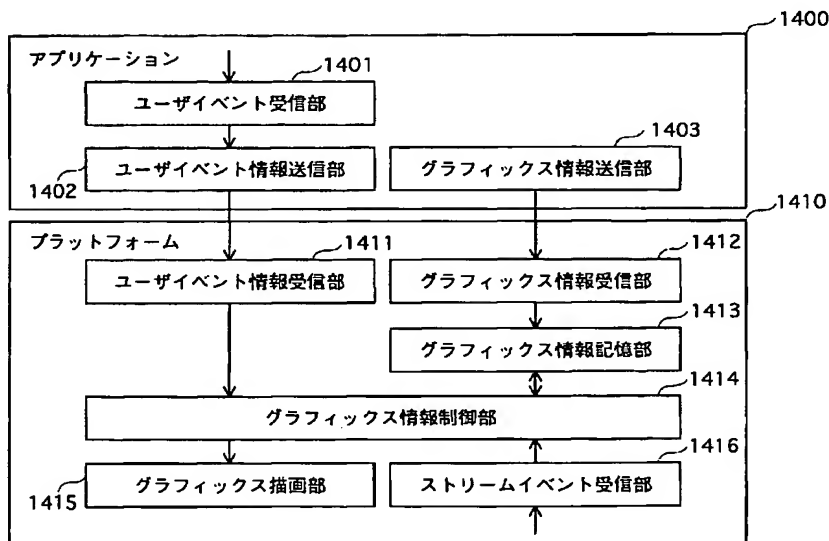 1400
アプリケーション
1401
ユーザイベント受信部
1403
ユーザイベント情報送信部
グラフィックス情報送信部
1402
1410
プラットフォーム
1411
1412
ユーザイベント情報受信部
グラフィックス情報受信部
1413
グラフィックス情報記憶部
1414
グラフィックス情報制御部
1416
グラフィックス描画部
ストリームイベント受信部
1415